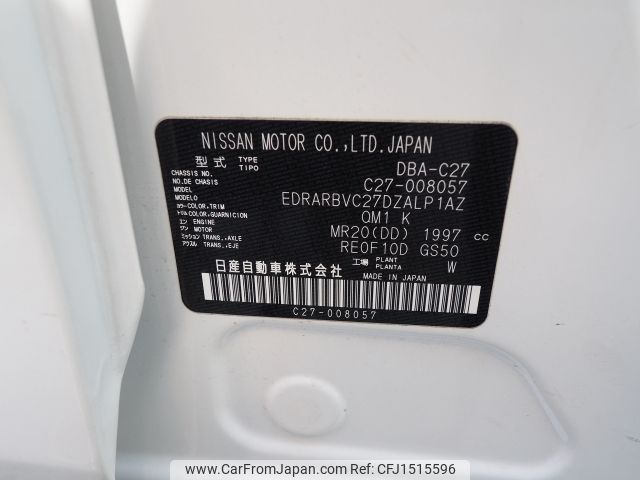 NISSAN MOTOR CO.,LTD.JAPAN
型式 TYPE TIPO DBA-C27
CHASSIS NO. NO.DE CHASIS C27-008057
MODEL MODELO EDRARBVC27DZALP1AZ
カラー COLOR,TRIM トリム COLOR,GUARNICION QM1 K
エン ENGINE ジン MOTOR MR20(DD) 1997 CC
ミッション TRANS.,AXLE アクスル TRANS.,EJE RE0F10D GS50
工場 PLANT PLANTA W
日産自動車株式会社 MADE IN JAPAN
C27-008057
www.CarFromJapan.com | REF No. CFJ1515596